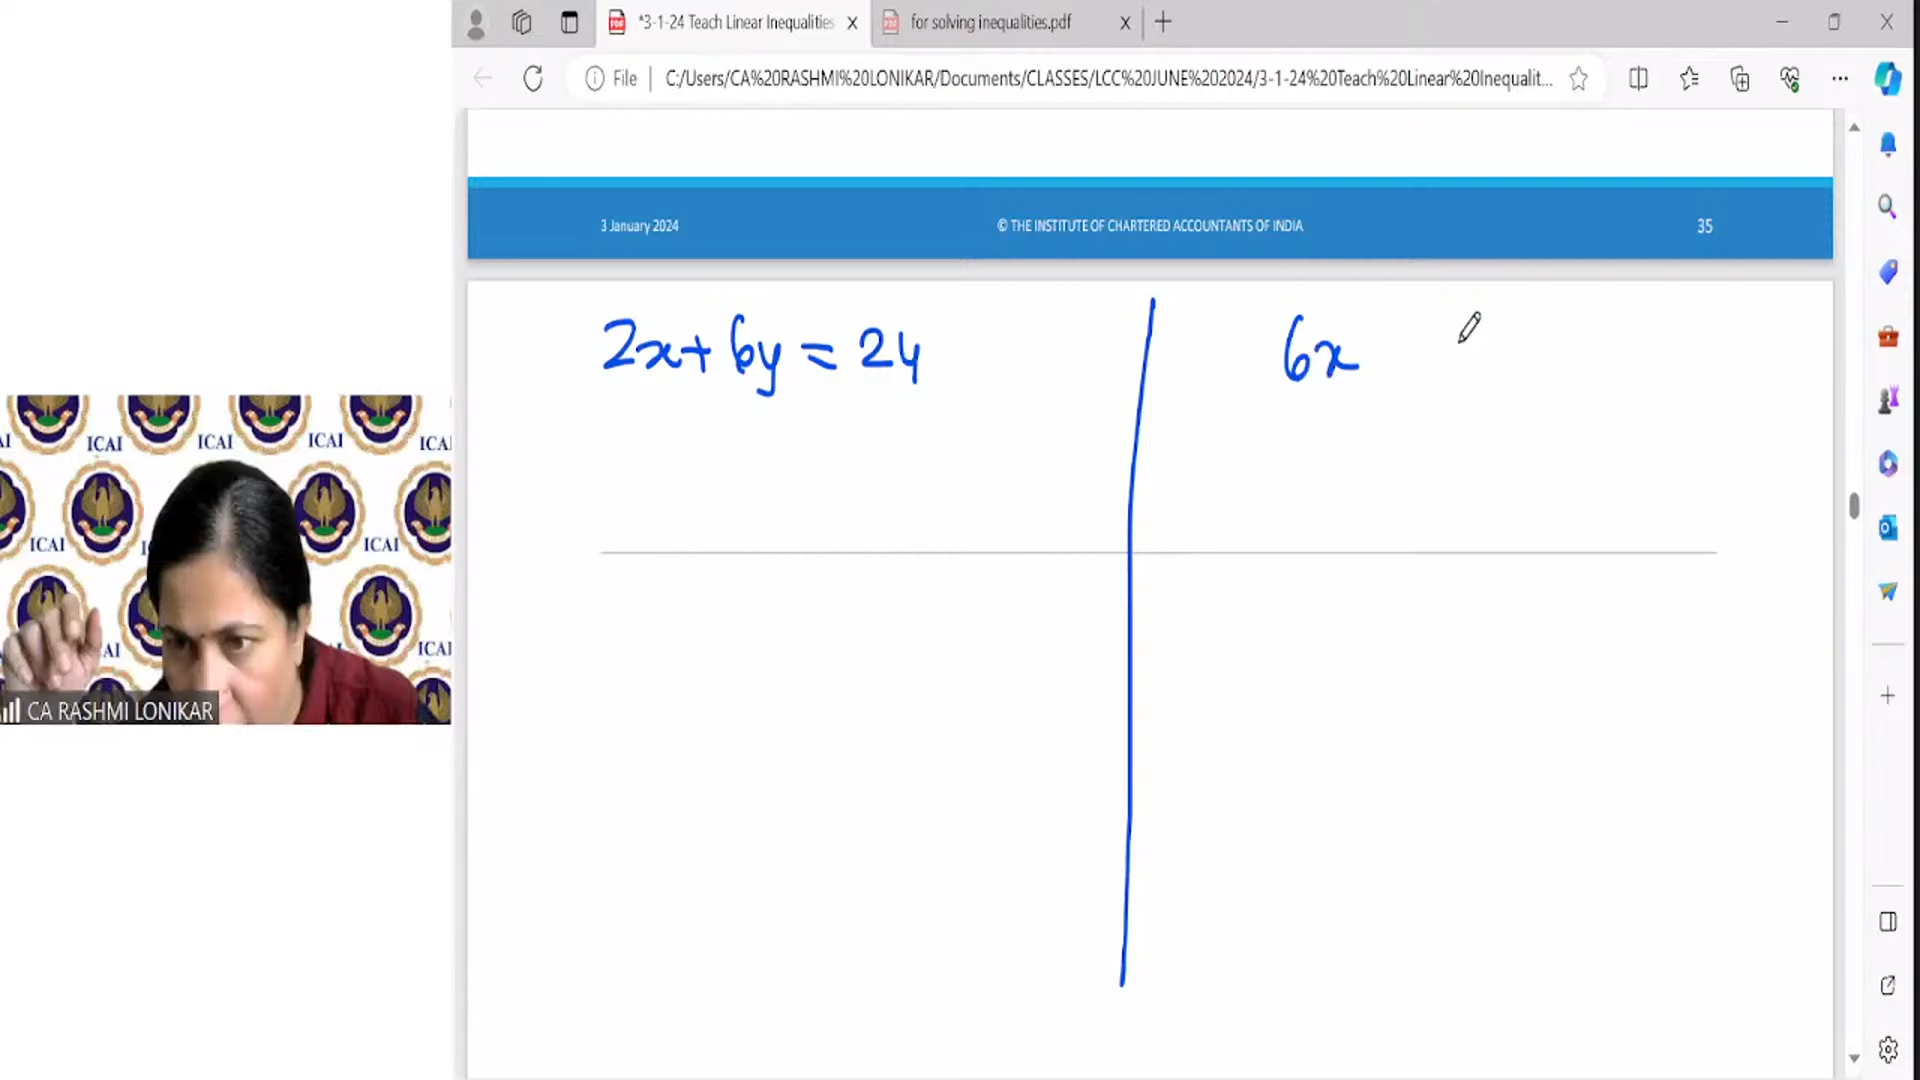 *3-1-24 Teach Linear Inequalities
for solving inequalities.pdf
File
C:/Users/CA%20RASHMI%20LONIKAR/Documents/CLASSES/LCC%20JUNE%202024/3-1-24%20Teach%20Linear%20Inequalit...
3 January 2024
© THE INSTITUTE OF CHARTERED ACCOUNTANTS OF INDIA
35
2x+6y=24
6x
ICAI
ICAI
ICAI
ICAI
ICAI
ICAI
CA RASHMI LONIKAR